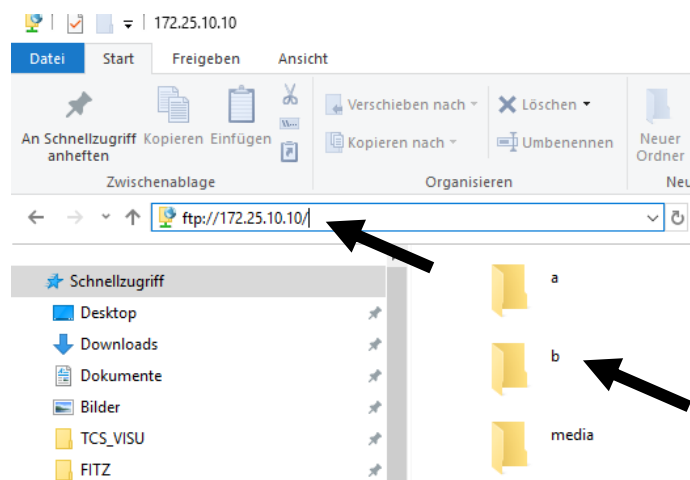 172.25.10.10
Datei Start Freigeben Ansicht
An Schnellzugriff anheften
Kopieren
Einfügen
Verschieben nach
Kopieren nach
Löschen
Umbenennen
Neuer Ordner
Zwischenablage
Organisieren
Neu
ftp://172.25.10.10/
Schnellzugriff
Desktop
Downloads
Dokumente
Bilder
TCS_VISU
FITZ
a
b
media